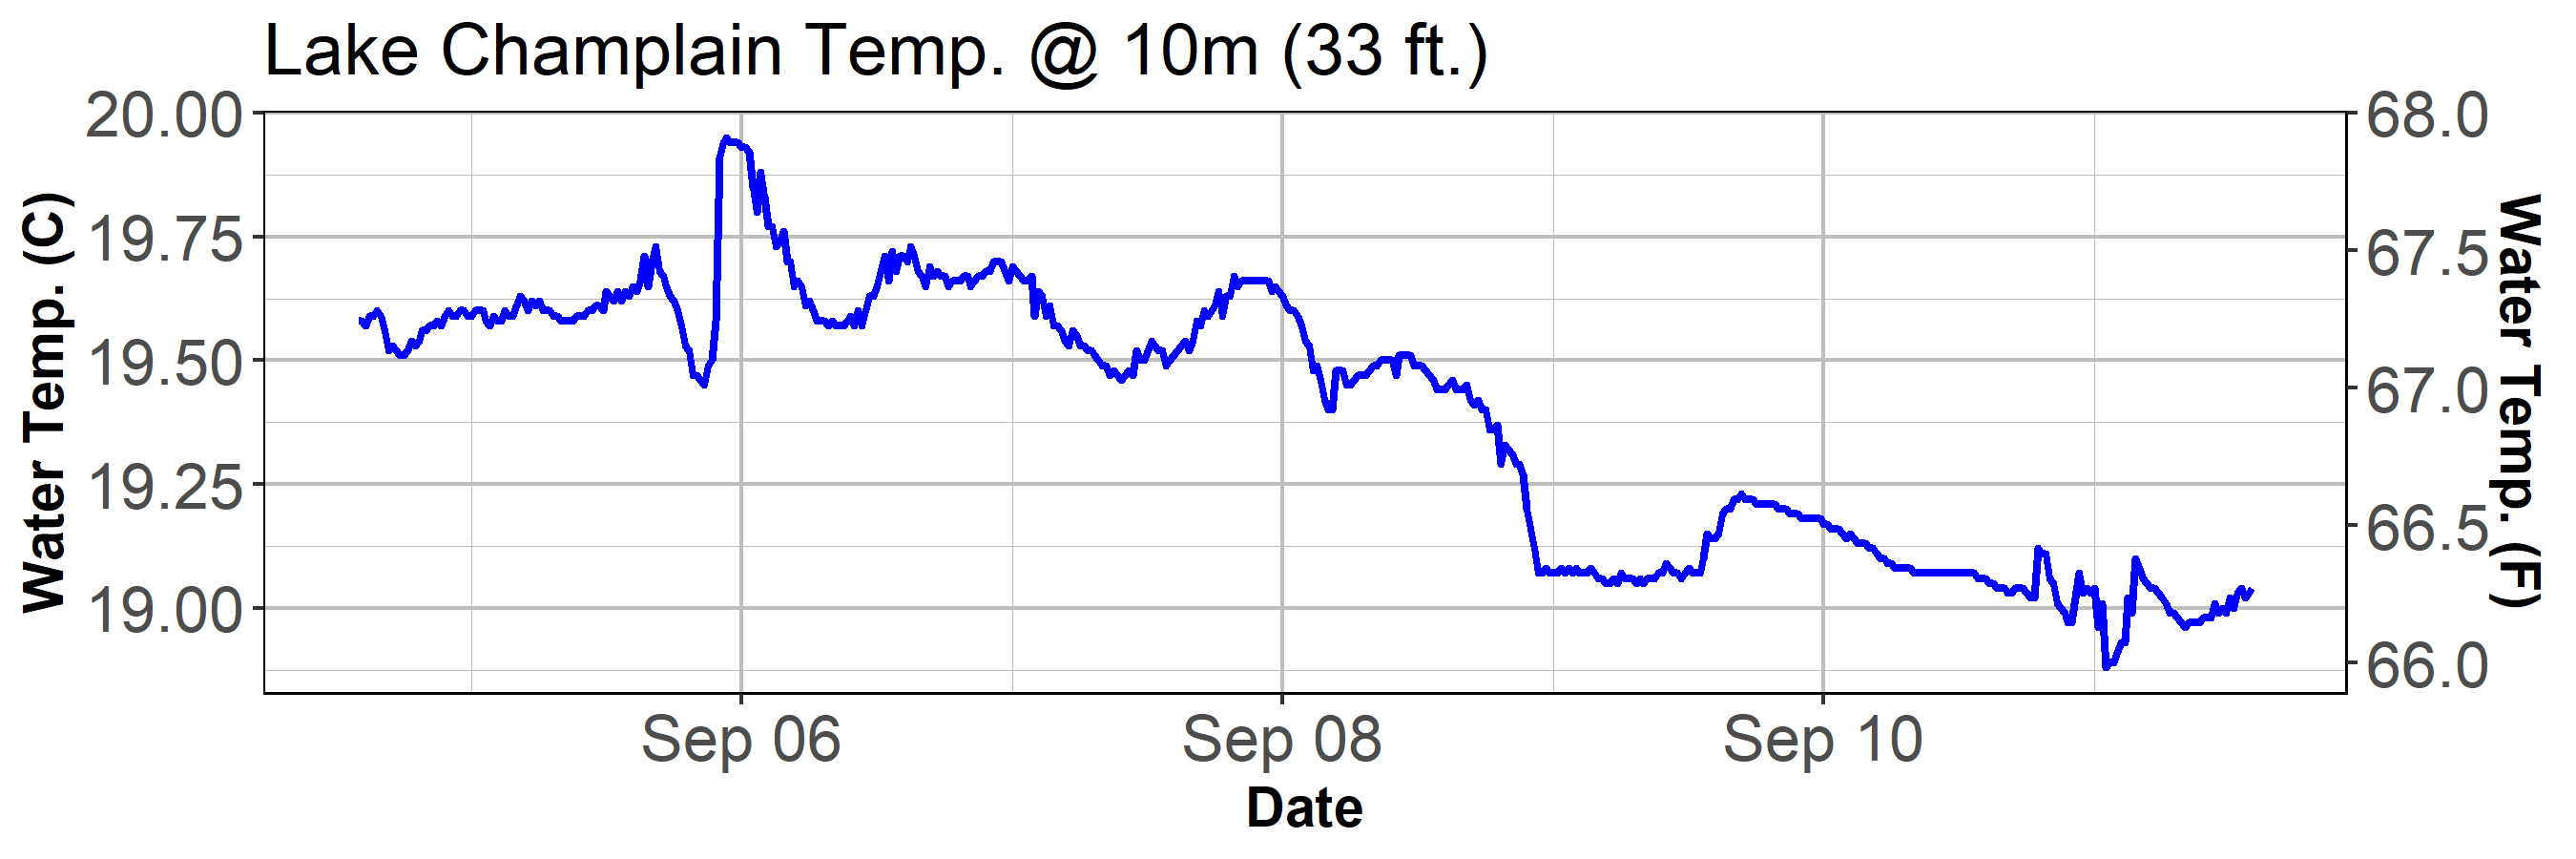 Lake Champlain Temp. @ 10m (33 ft.)
Water Temp. (C)
20.00
19.75
19.50
19.25
19.00
68.0
67.5
67.0
66.5
66.0
Water Temp. (F)
Sep 06 Sep 08 Sep 10
Date